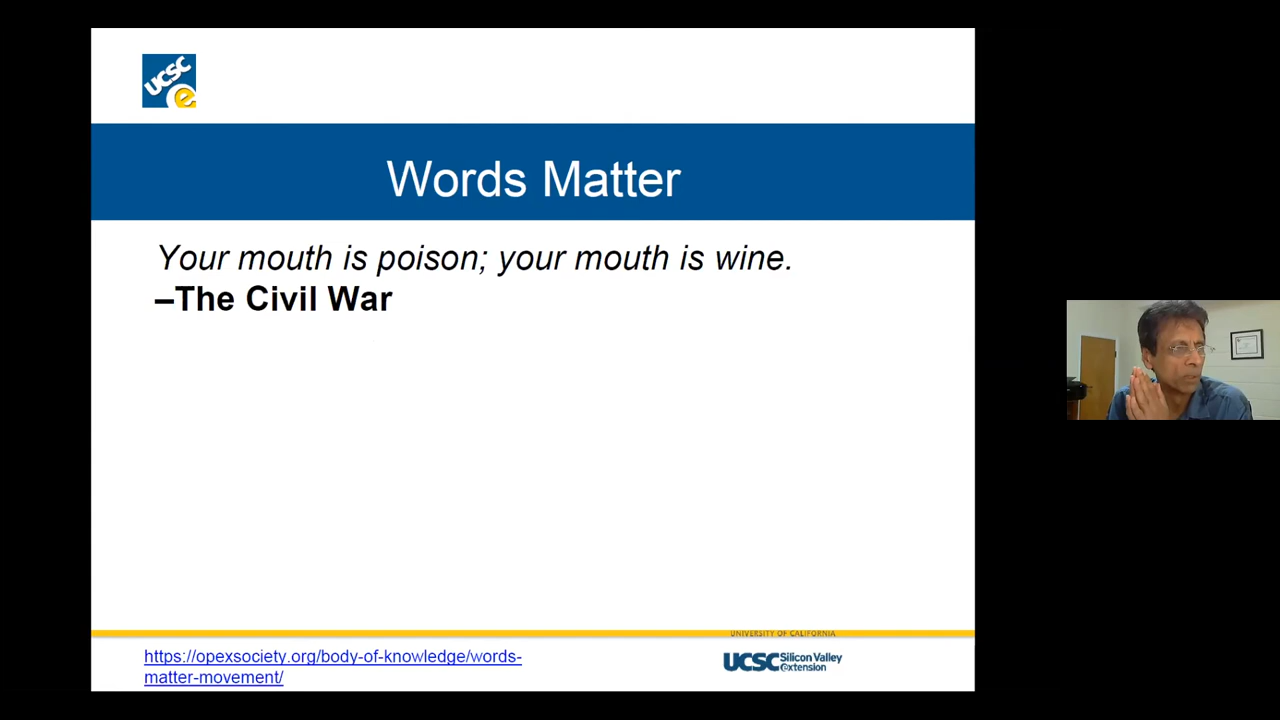 UCSC
e
Words Matter
Your mouth is poison; your mouth is wine.
–The Civil War
UNIVERSITY OF CALIFORNIA
https://opexsociety.org/body-of-knowledge/words-
matter-movement/
UCSC Silicon Valley
extension